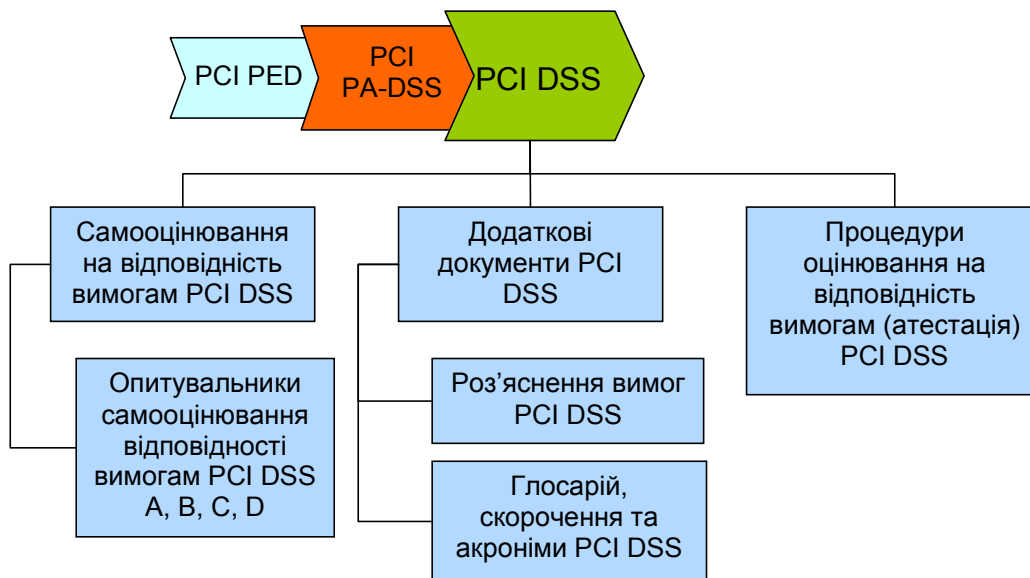 PCI PED
PCI
PA-DSS
PCI DSS
Самооцінювання
на відповідність
вимогам PCI DSS
Додаткові
документи PCI
DSS
Процедури
оцінювання на
відповідність
вимогам (атестація)
PCI DSS
Опитувальники
самооцінювання
відповідності
вимогам PCI DSS
A, B, C, D
Роз’яснення вимог
PCI DSS
Глосарій,
скорочення та
акроніми PCI DSS